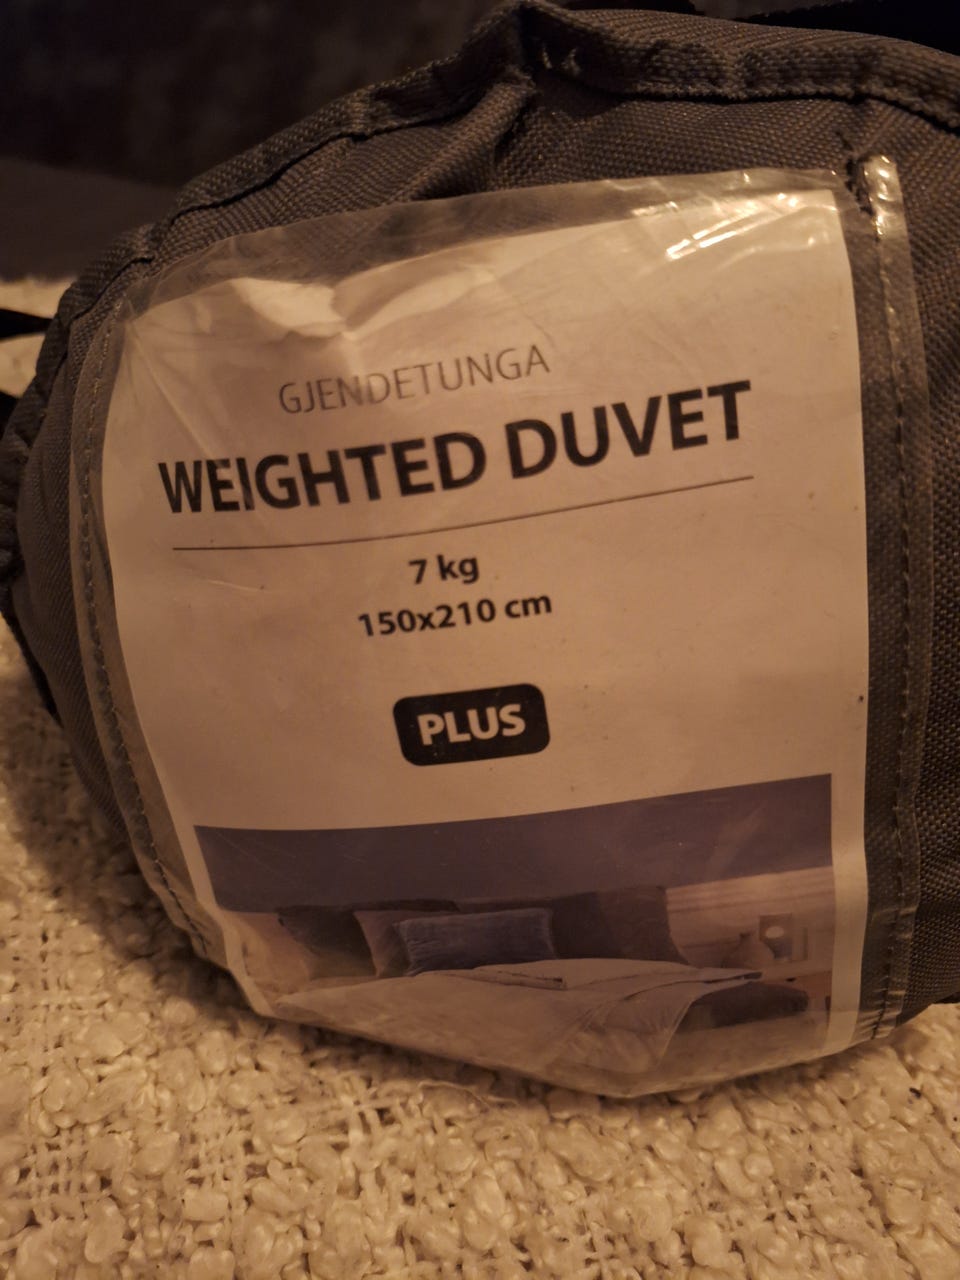 GJENDETUNGA
WEIGHTED DUVET
7 kg
150x210 cm
PLUS